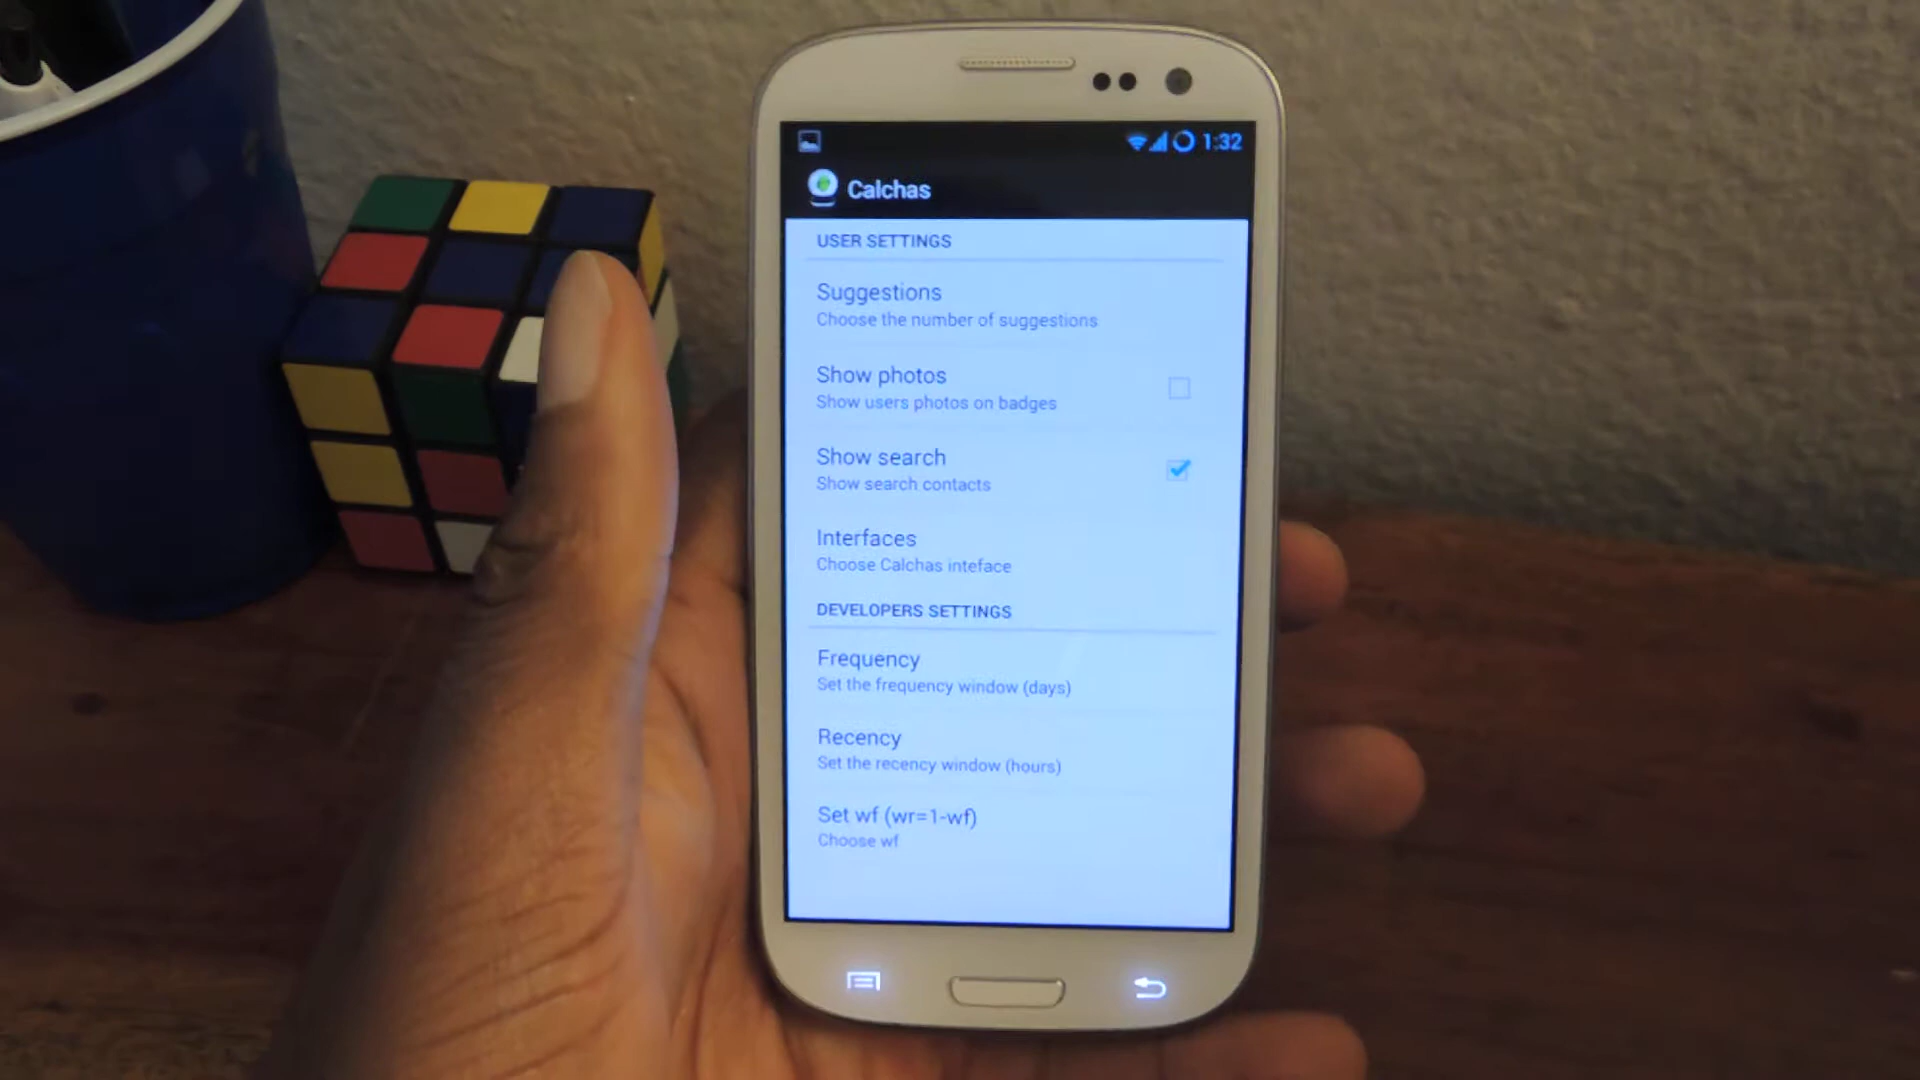 1:32
Calchas
USER SETTINGS
Suggestions
Choose the number of suggestions
Show photos
Show users photos on badges
Show search
Show search contacts
Interfaces
Choose Calchas inteface
DEVELOPERS SETTINGS
Frequency
Set the frequency window (days)
Recency
Set the recency window (hours)
Set wf (wr=1-wf)
Choose wf